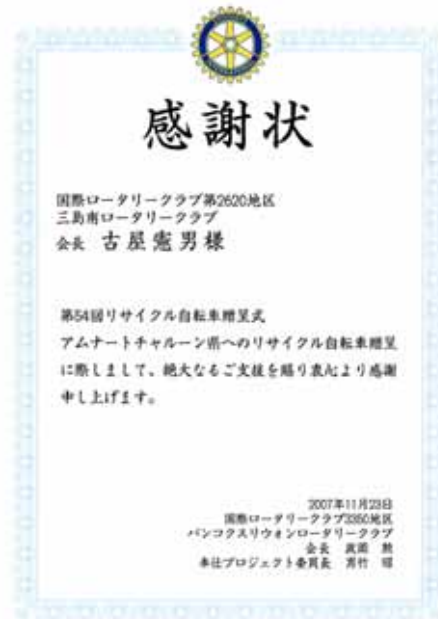 感謝状
国際ロータリークラブ第2620地区
三島南ロータリークラブ
会長 古屋憲男様
第54回リサイクル自転車贈呈式
アムナートチャルーン県へのリサイクル自転車贈呈
に際しまして、絶大なるご支援を賜り衷心より感謝
申し上げます。
2007年11月23日
国際ロータリークラブ3350地区
バンコクスリウォンロータリークラブ
会長
奉仕プロジェクト委員長